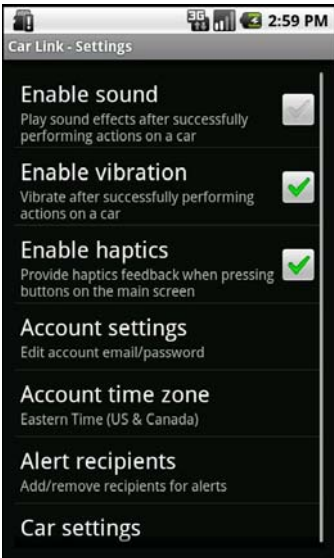 3G 2:59 PM
Car Link - Settings
Enable sound
Play sound effects after successfully
performing actions on a car
Enable vibration
Vibrate after successfully performing
actions on a car
Enable haptics
Provide haptics feedback when pressing
buttons on the main screen
Account settings
Edit account email/password
Account time zone
Eastern Time (US & Canada)
Alert recipients
Add/remove recipients for alerts
Car settings